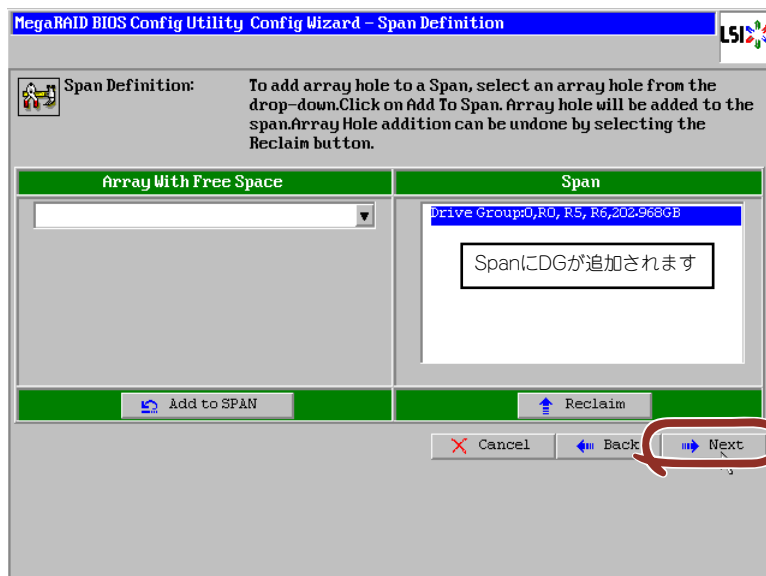 MegaRAID BIOS Config Utility Config Wizard - Span Definition
LSI
Span Definition:
To add array hole to a Span, select an array hole from the
drop-down.Click on Add To Span. Array hole will be added to the
span.Array Hole addition can be undone by selecting the
Reclaim button.
Array With Free Space
Span
Drive Group:0,R0, R5, R6,202.968GB
SpanにDGが追加されます
Add to SPAN
Reclaim
Cancel
Back
Next